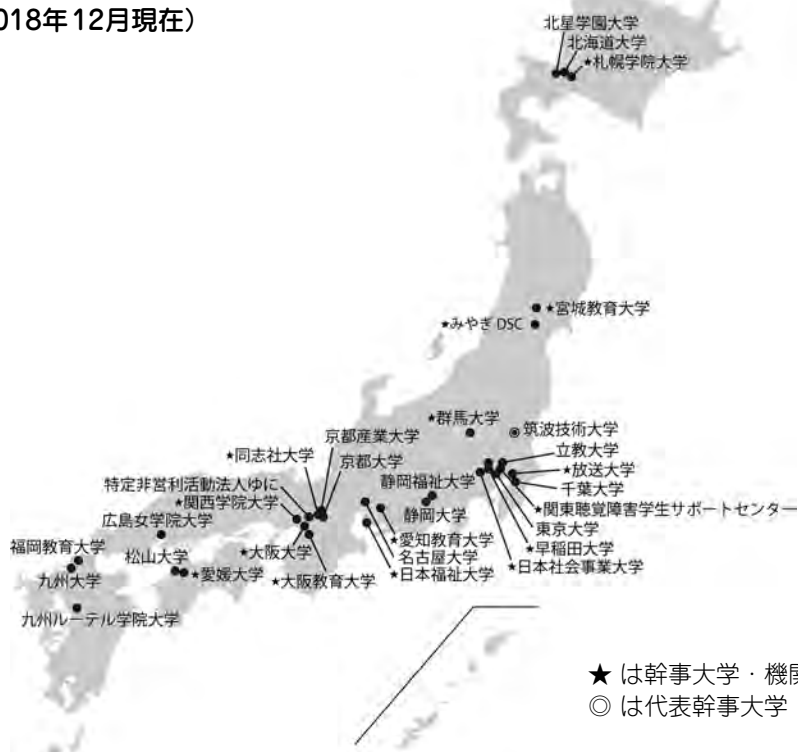 018年12月現在）
北星学園大学
北海道大学
★札幌学院大学
★宮城教育大学
★みやぎ DSC
★群馬大学
筑波技術大学
立教大学
★放送大学
千葉大学
★関東聴覚障害学生サポートセンター
東京大学
★早稲田大学
★日本社会事業大学
京都産業大学
★同志社大学
京都大学
静岡福祉大学
静岡大学
特定非営利活動法人ゆに
★関西学院大学
広島女学院大学
★愛知教育大学
名古屋大学
★日本福祉大学
★大阪大学
★大阪教育大学
福岡教育大学
松山大学
九州大学
★愛媛大学
九州ルーテル学院大学
★ は幹事大学・機関
◎ は代表幹事大学